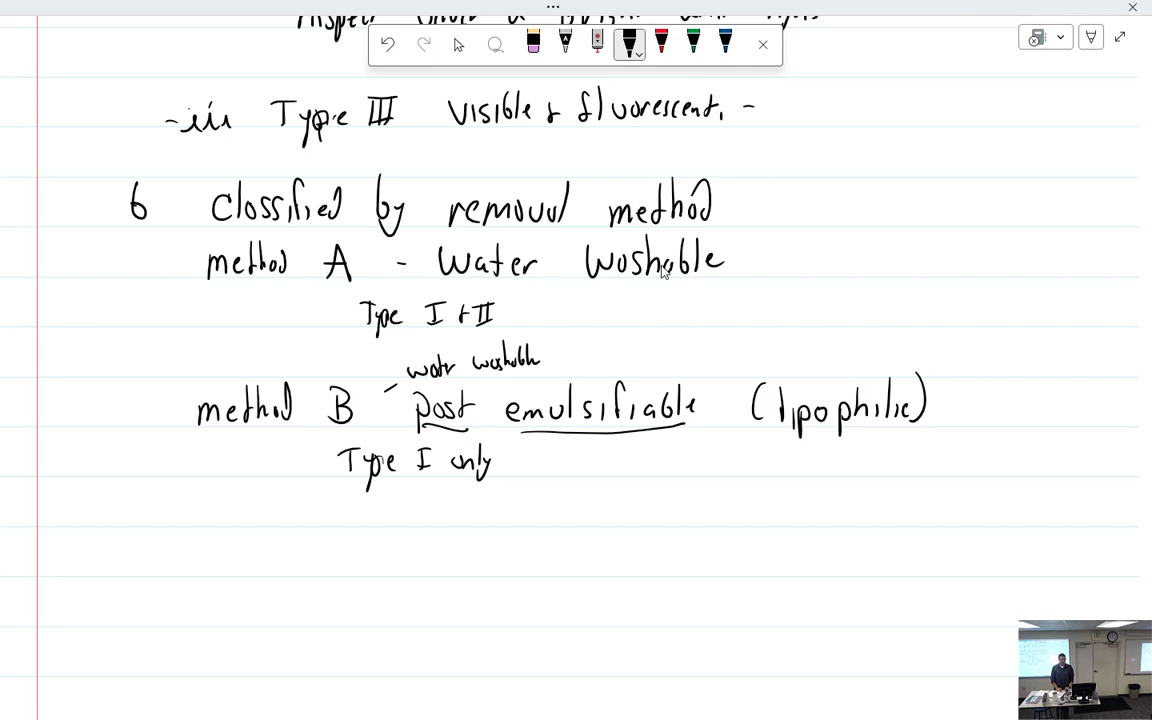 -iii Type III visible + fluorescent, -
6 Classified by removal method
method A - Water Washable
Type I + II
water washable
method B - post emulsifiable (lipophilic)
Type I only